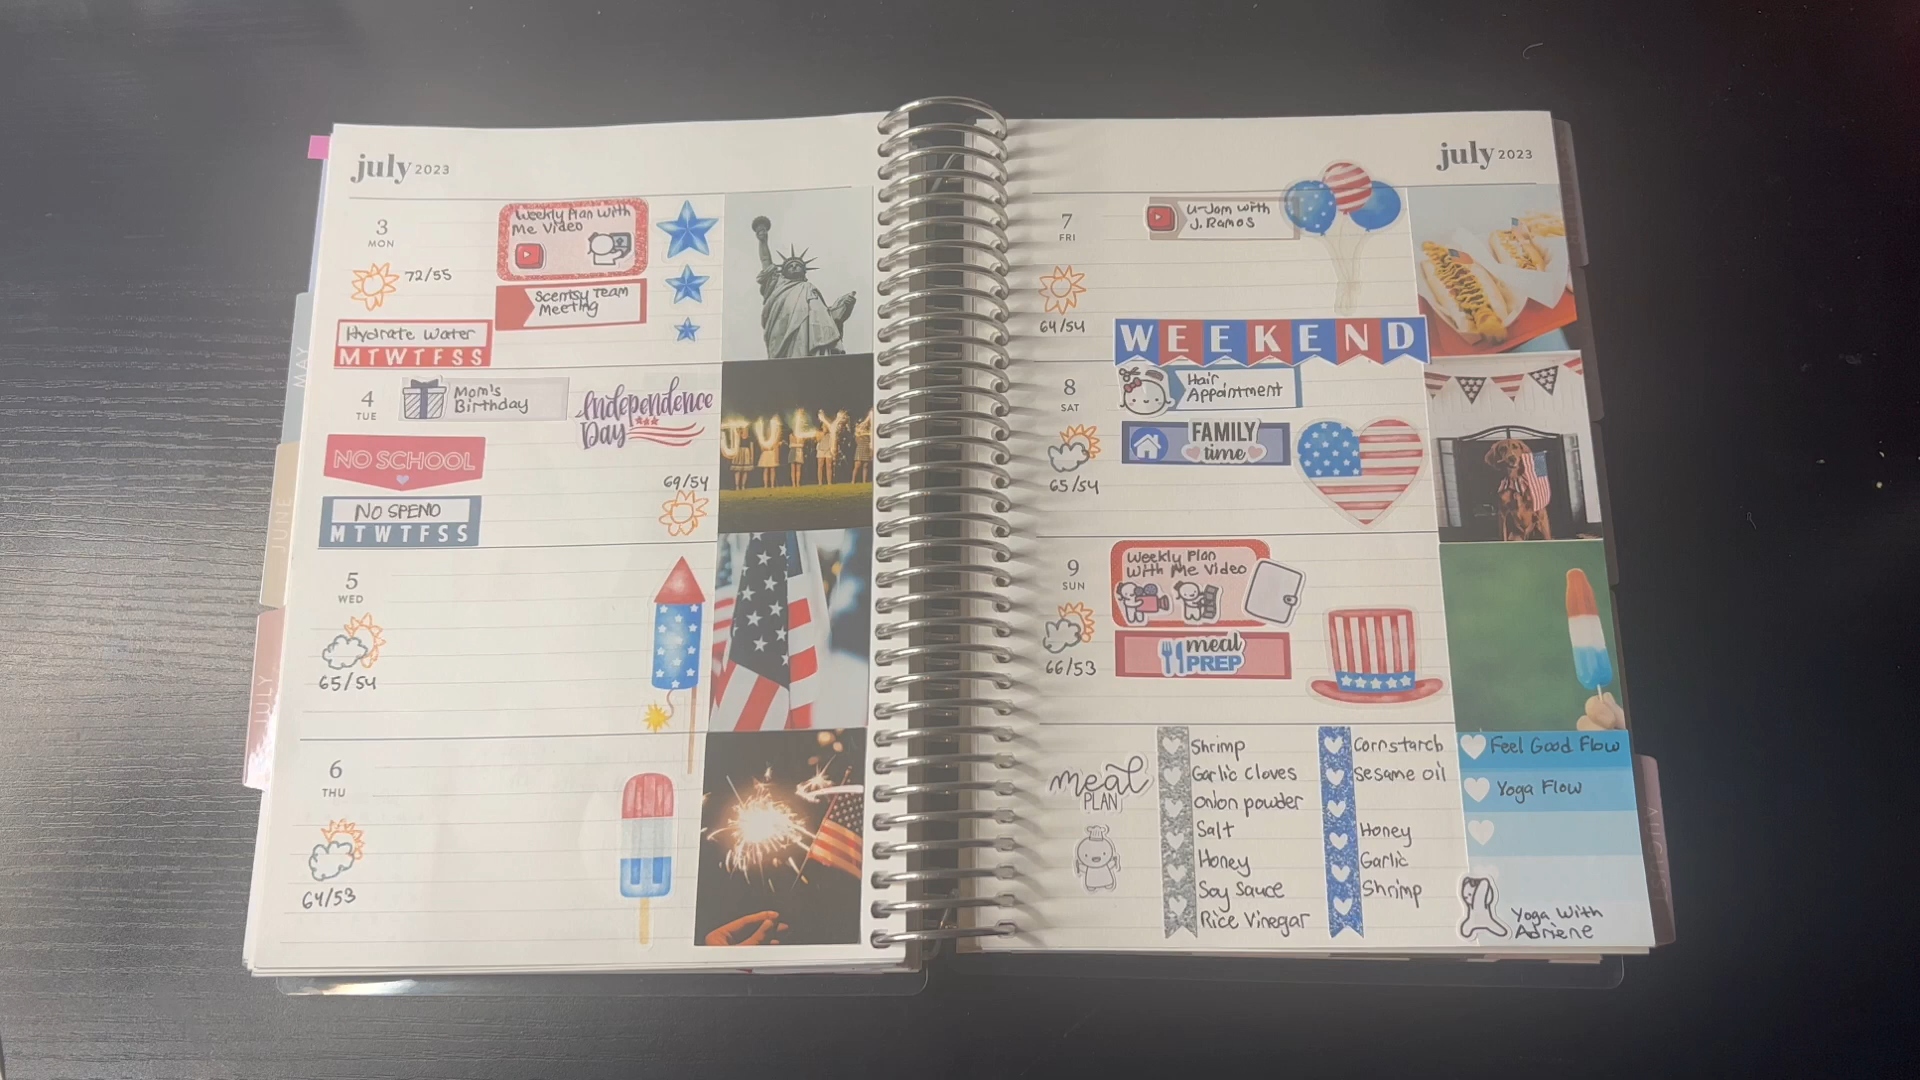 july 2023
3
MON
72/55
Weekly Plan With
Me Video
Scentsy Team
Meeting
Hydrate Water
M T W T F S S
4
TUE
Mom's
Birthday
Independence
Day
NO SCHOOL
69/54
NO SPEND
M T W T F S S
JULY
5
WED
65/54
6
THU
64/53
MAY
JUNE
JULY
july 2023
7
FRI
U-Jam with
J. Ramos
64/54
WEEKEND
8
SAT
Hair
Appointment
FAMILY
time
65/54
9
SUN
Weekly Plan
With Me Video
66/53
meal
PREP
meal
PLAN
Shrimp
Garlic Cloves
Onion powder
Salt
Honey
Soy Sauce
Rice Vinegar
Cornstarch
Sesame oil
Honey
Garlic
Shrimp
Feel Good Flow
Yoga Flow
Yoga With
Adriene